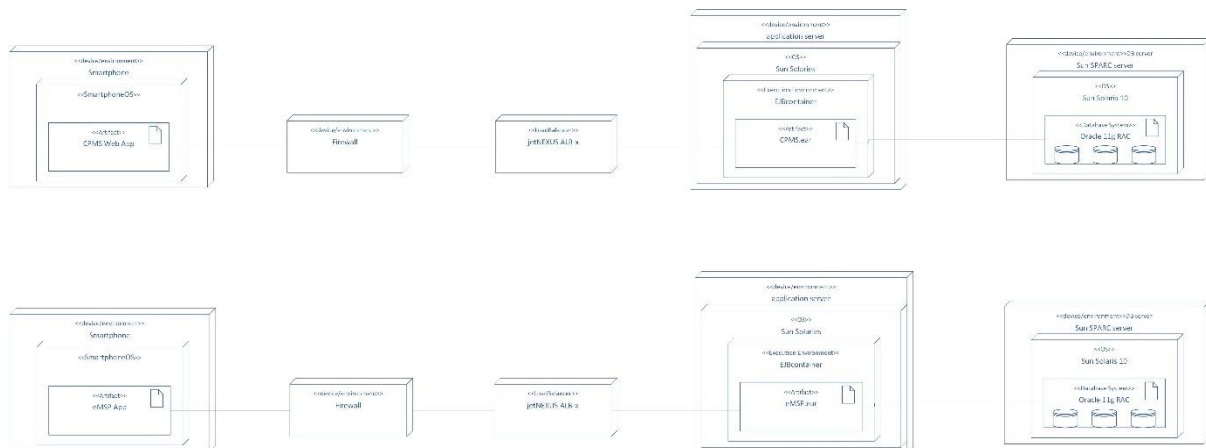 <<device/environment>>
Smartphone
<<SmartphoneOS>>
<<Artifact>>
CPMS Web App
<<device/environment>>
Firewall
<<LoadBalancer>>
jetNEXUS ALB-x
<<device/environment>>
application server
<<OS>>
Sun Solaries
<<Execution Environment>>
EJBcontainer
<<Artifact>>
CPMS.ear
<<device/environment>>DB server
Sun SPARC server
<<OS>>
Sun Solaris 10
<<Database System>>
Oracle 11g RAC
<<device/environment>>
Smartphone
<<SmartphoneOS>>
<<Artifact>>
eMSP App
<<device/environment>>
Firewall
<<LoadBalancer>>
jetNEXUS ALB-x
<<device/environment>>
application server
<<OS>>
Sun Solaries
<<Execution Environment>>
EJBcontainer
<<Artifact>>
eMSP.ear
<<device/environment>>DB server
Sun SPARC server
<<OS>>
Sun Solaris 10
<<Database System>>
Oracle 11g RAC